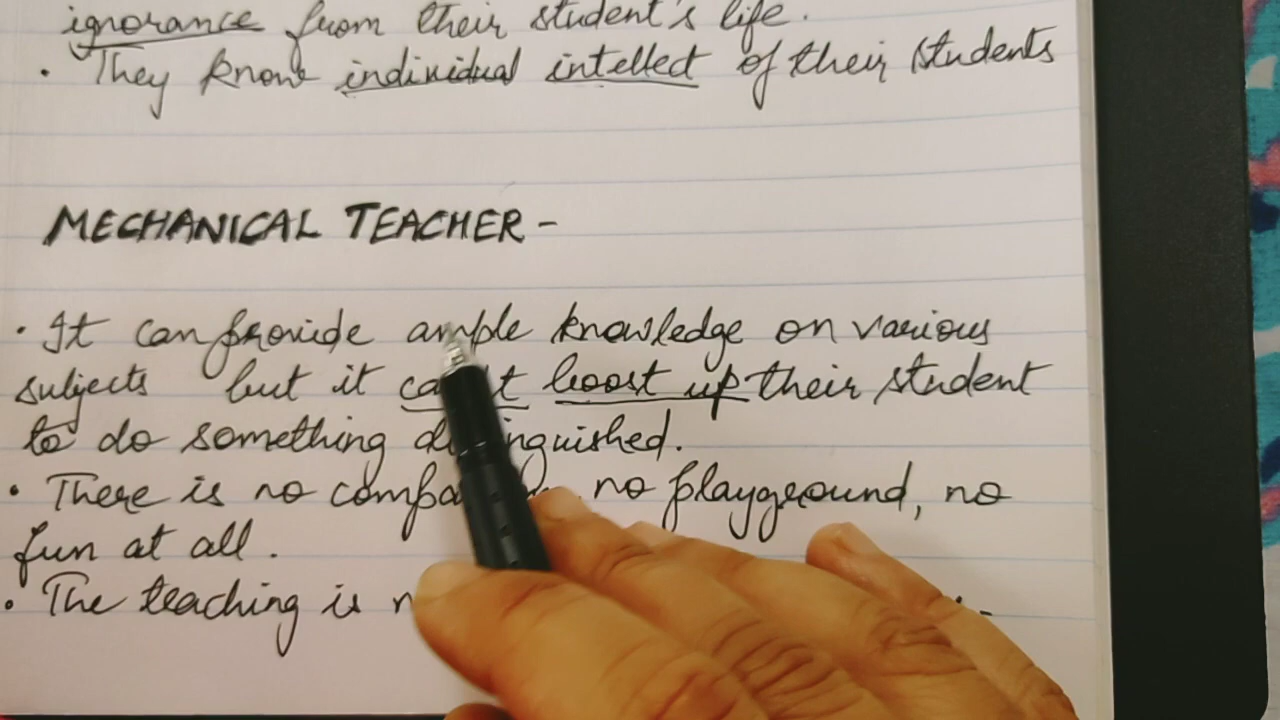 ignorance from their student's life.
• They know individual intellect of their students
MECHANICAL TEACHER -
• It can provide ample knowledge on various
subjects but it can't boost up their student
to do something distinguished.
• There is no no playground, no
fun at all.
• The teaching is